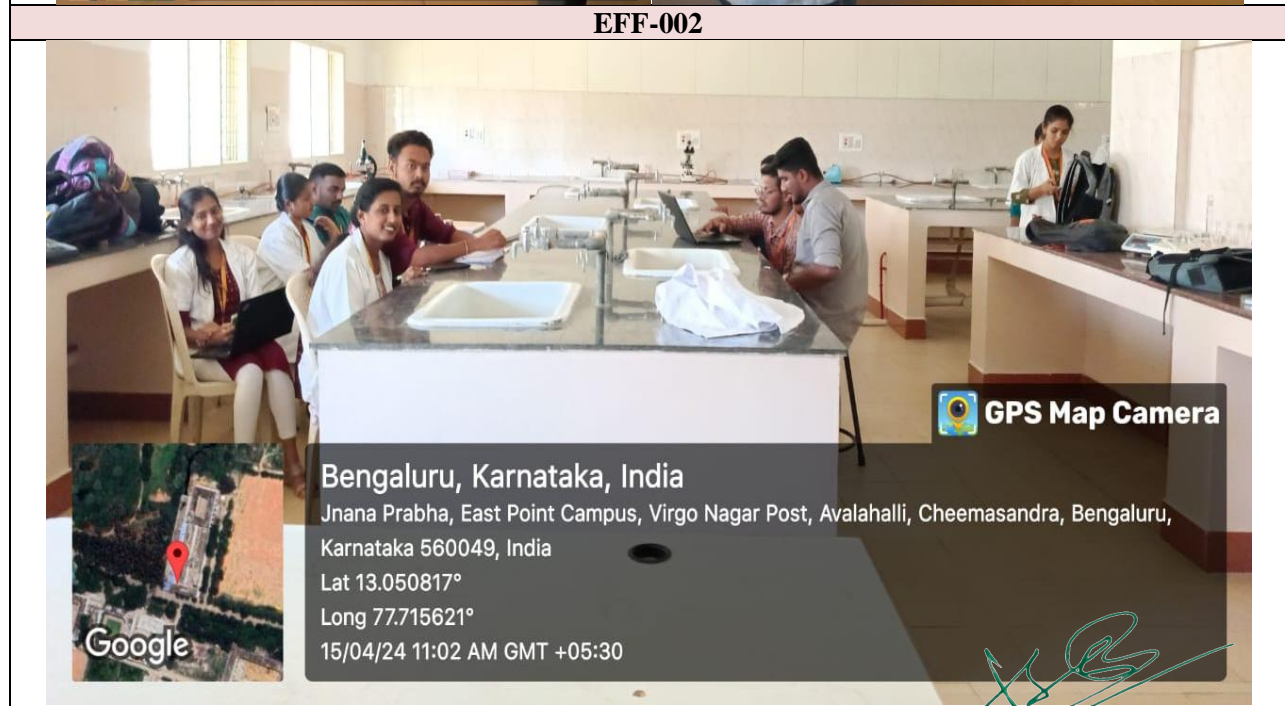 EFF-002
GPS Map Camera
Bengaluru, Karnataka, India
Jnana Prabha, East Point Campus, Virgo Nagar Post, Avalahalli, Cheemasandra, Bengaluru,
Karnataka 560049, India
Lat 13.050817°
Long 77.715621°
15/04/24 11:02 AM GMT +05:30
Google